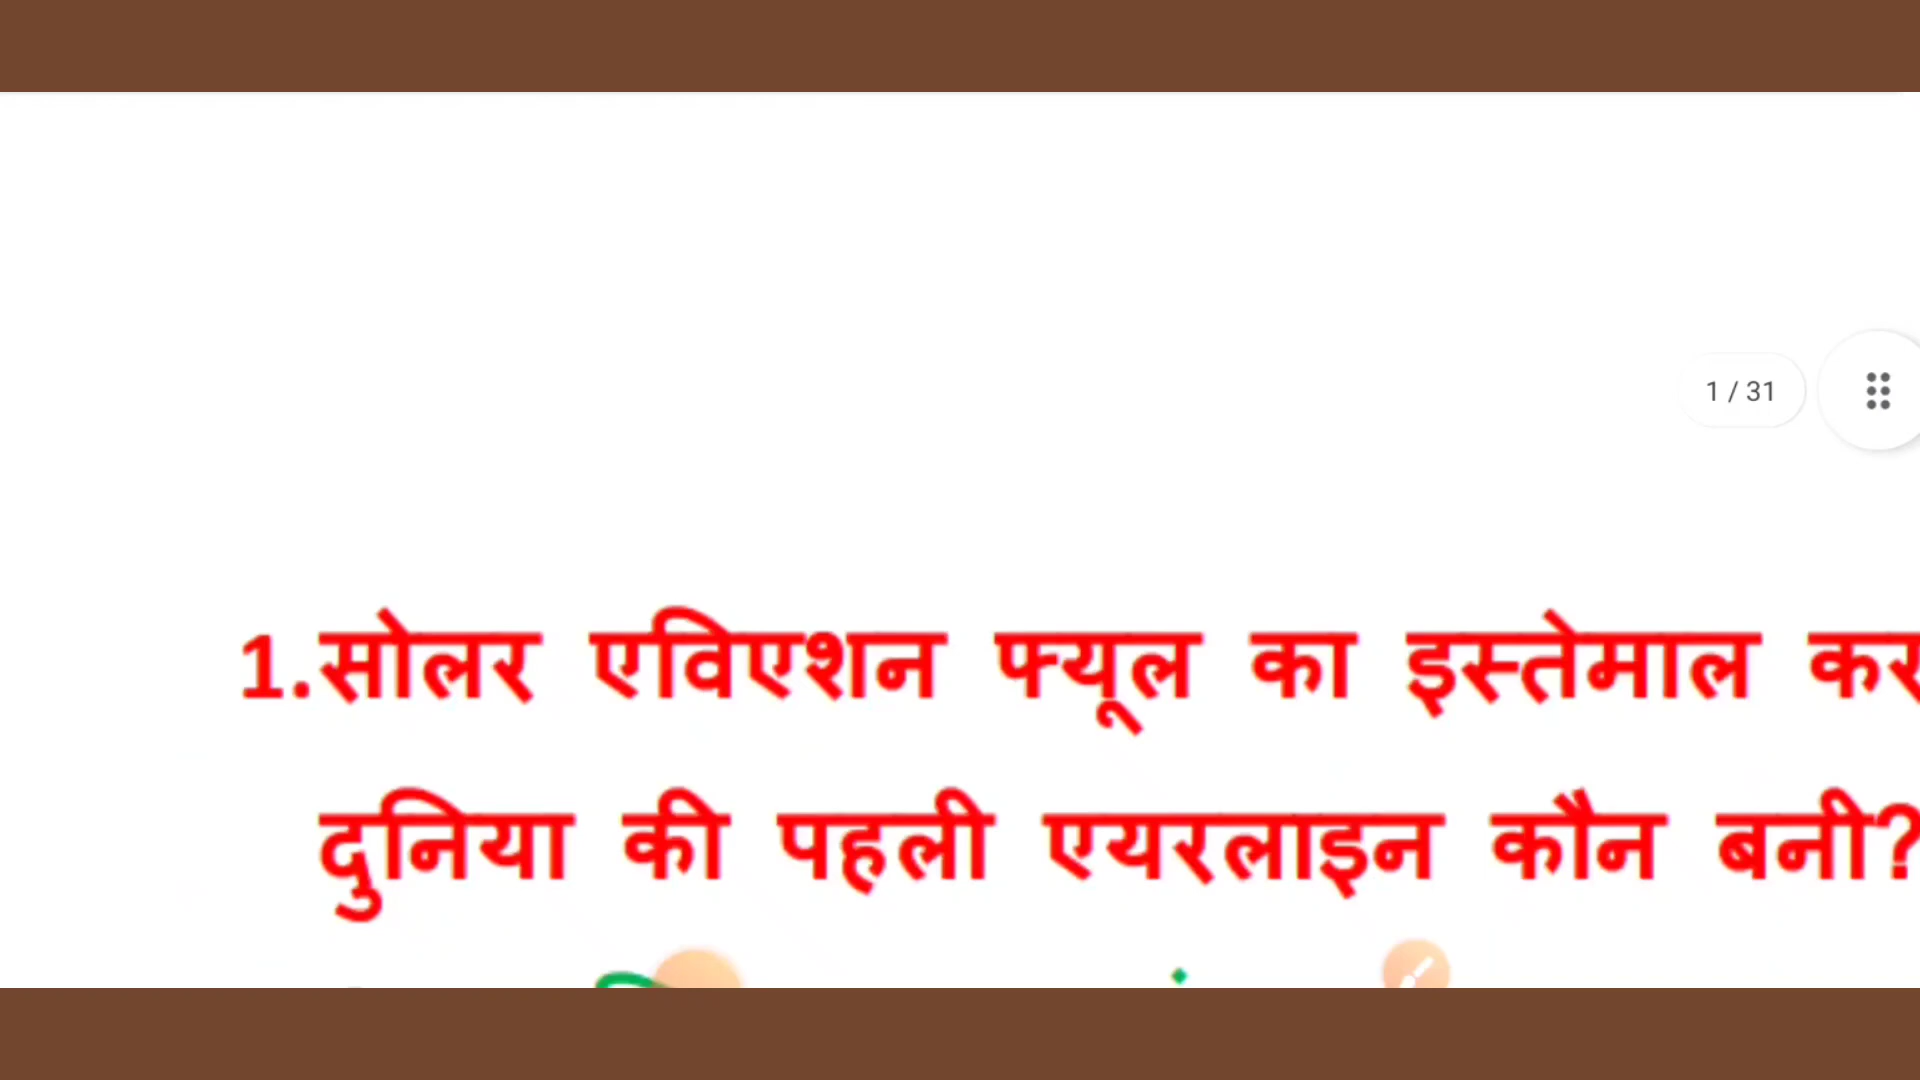 1 / 31
1. सोलर एविएशन फ्यूल का इस्तेमाल कर
दुनिया की पहली एयरलाइन कौन बनी?